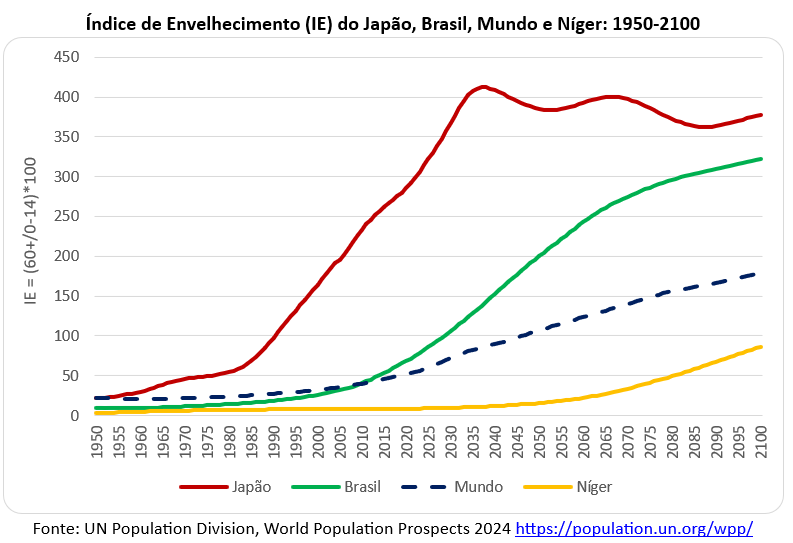 Índice de Envelhecimento (IE) do Japão, Brasil, Mundo e Níger: 1950-2100
IE = (60+/0-14)*100
450
400
350
300
250
200
150
100
50
0
1950 1955 1960 1965 1970 1975 1980 1985 1990 1995 2000 2005 2010 2015 2020 2025 2030 2035 2040 2045 2050 2055 2060 2065 2070 2075 2080 2085 2090 2095 2100
Japão Brasil Mundo Níger
Fonte: UN Population Division, World Population Prospects 2024 https://population.un.org/wpp/